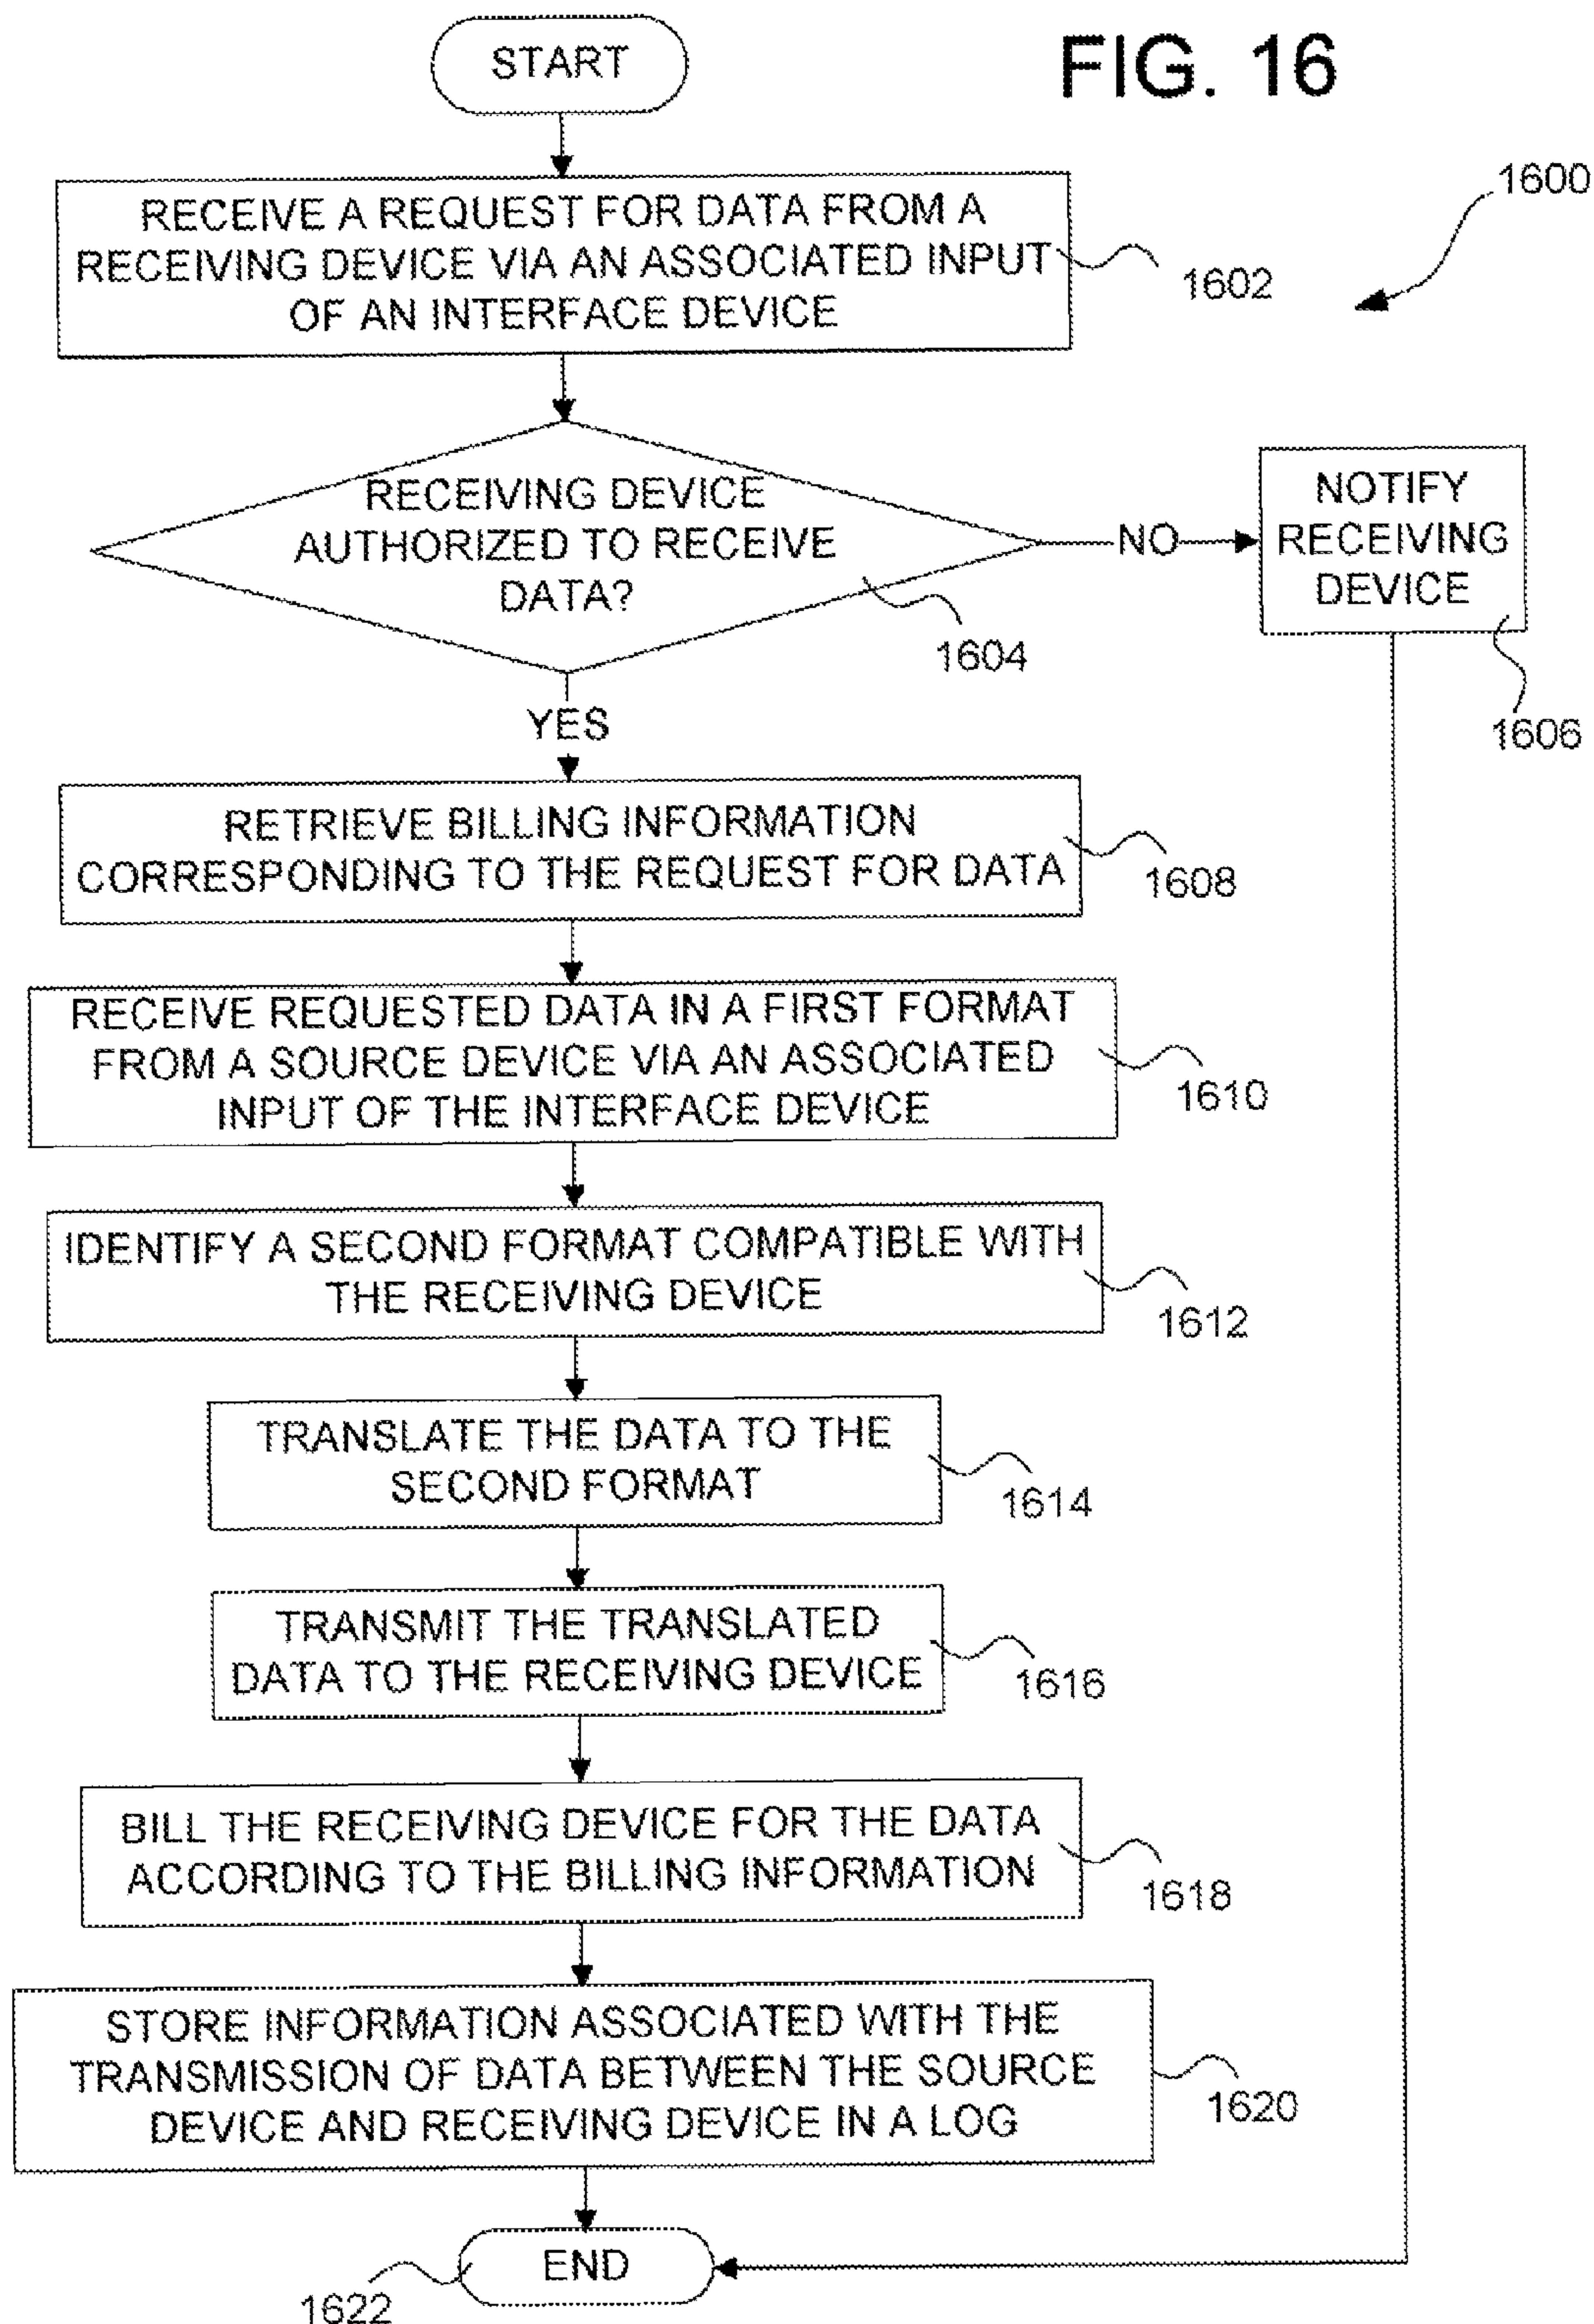 START
FIG. 16
1600
RECEIVE A REQUEST FOR DATA FROM A
RECEIVING DEVICE VIA AN ASSOCIATED INPUT
OF AN INTERFACE DEVICE
1602
RECEIVING DEVICE
AUTHORIZED TO RECEIVE
DATA?
1604
NO
NOTIFY
RECEIVING
DEVICE
1606
YES
RETRIEVE BILLING INFORMATION
CORRESPONDING TO THE REQUEST FOR DATA
1608
RECEIVE REQUESTED DATA IN A FIRST FORMAT
FROM A SOURCE DEVICE VIA AN ASSOCIATED
INPUT OF THE INTERFACE DEVICE
1610
IDENTIFY A SECOND FORMAT COMPATIBLE WITH
THE RECEIVING DEVICE
1612
TRANSLATE THE DATA TO THE
SECOND FORMAT
1614
TRANSMIT THE TRANSLATED
DATA TO THE RECEIVING DEVICE
1616
BILL THE RECEIVING DEVICE FOR THE DATA
ACCORDING TO THE BILLING INFORMATION
1618
STORE INFORMATION ASSOCIATED WITH THE
TRANSMISSION OF DATA BETWEEN THE SOURCE
DEVICE AND RECEIVING DEVICE IN A LOG
1620
END
1622